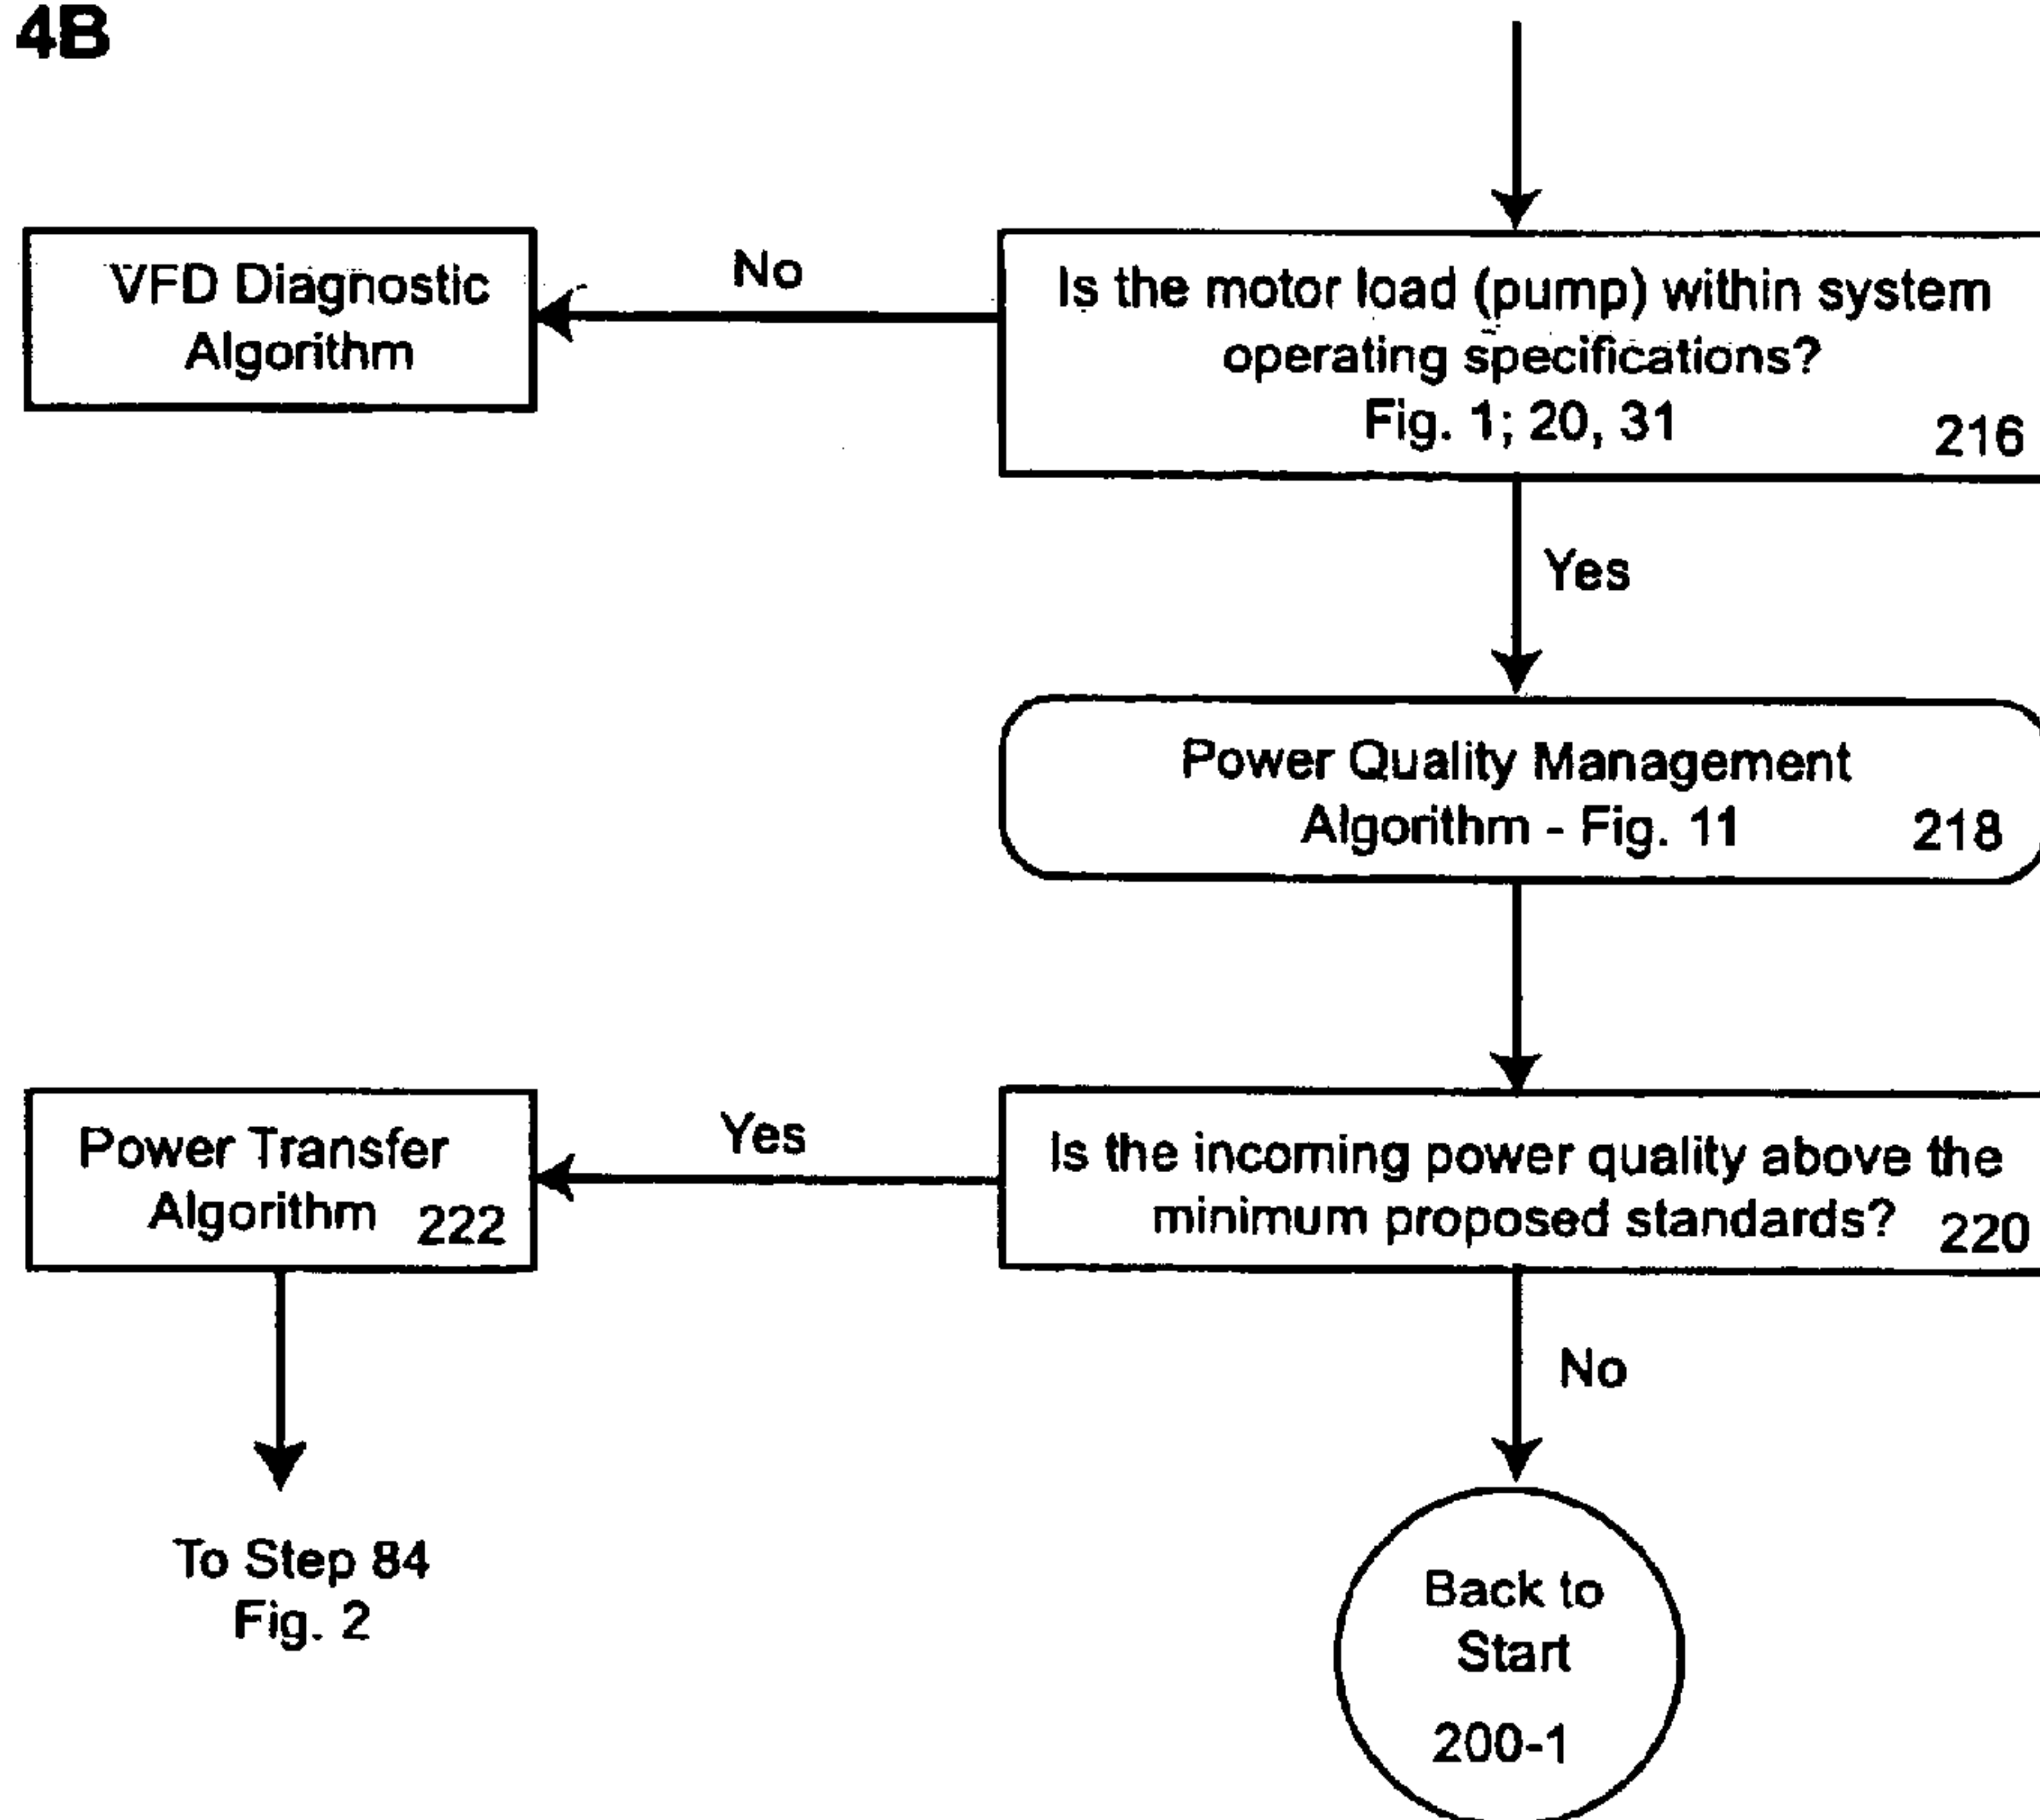 4B
VFD Diagnostic
Algorithm
No
Is the motor load (pump) within system
operating specifications?
Fig. 1; 20, 31
216
Yes
Power Quality Management
Algorithm - Fig. 11
218
Power Transfer
Algorithm 222
Yes
Is the incoming power quality above the
minimum proposed standards?
220
No
To Step 84
Fig. 2
Back to
Start
200-1